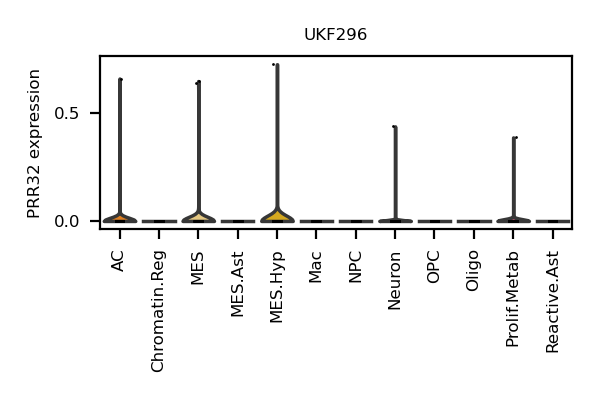 UKF296
PRR32 expression
0.5
0.0
AC
Chromatin.Reg
MES
MES.Ast
MES.Hyp
Mac
NPC
Neuron
OPC
Oligo
Prolif.Metab
Reactive.Ast